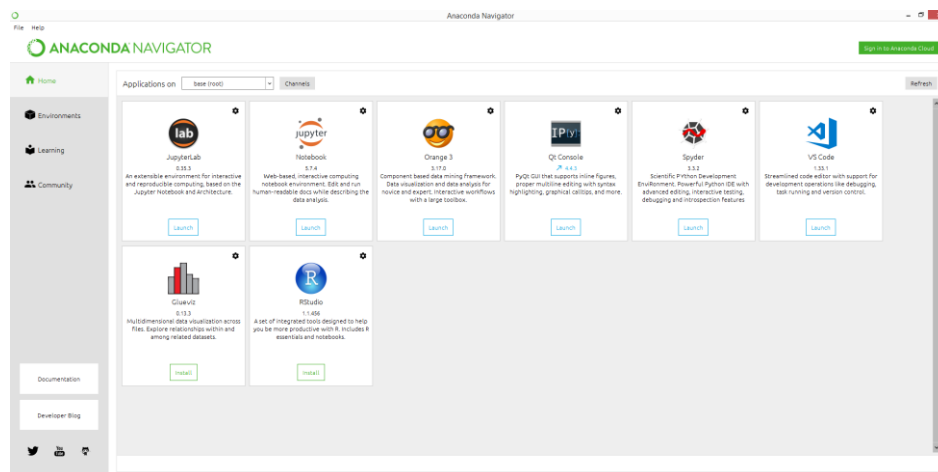 Anaconda Navigator
File Help
ANACONDA NAVIGATOR
Sign in to Anaconda Cloud
Home
Environments
Learning
Community
Documentation
Developer Blog
You
Tube
Applications on base (root) Channels Refresh
lab
JupyterLab
0.35.3
An extensible environment for interactive
and reproducible computing, based on the
Jupyter Notebook and Architecture.
Launch
jupyter
Notebook
5.7.4
Web-based, interactive computing
notebook environment. Edit and run
human-readable docs while describing the
data analysis.
Launch
Orange 3
3.17.0
Component based data mining framework.
Data visualization and data analysis for
novice and expert. Interactive workflows
with a large toolbox.
Launch
IP[y]:
Qt Console
4.4.3
PyQt GUI that supports inline figures,
proper multiline editing with syntax
highlighting, graphical calltips, and more.
Launch
Spyder
3.3.2
Scientific PYthon Development
EnviRonment. Powerful Python IDE with
advanced editing, interactive testing,
debugging and introspection features
Launch
VS Code
1.33.1
Streamlined code editor with support for
development operations like debugging,
task running and version control.
Launch
Glueviz
0.13.3
Multidimensional data visualization across
files. Explore relationships within and
among related datasets.
Install
R
RStudio
1.1.456
A set of integrated tools designed to help
you be more productive with R. Includes R
essentials and notebooks.
Install